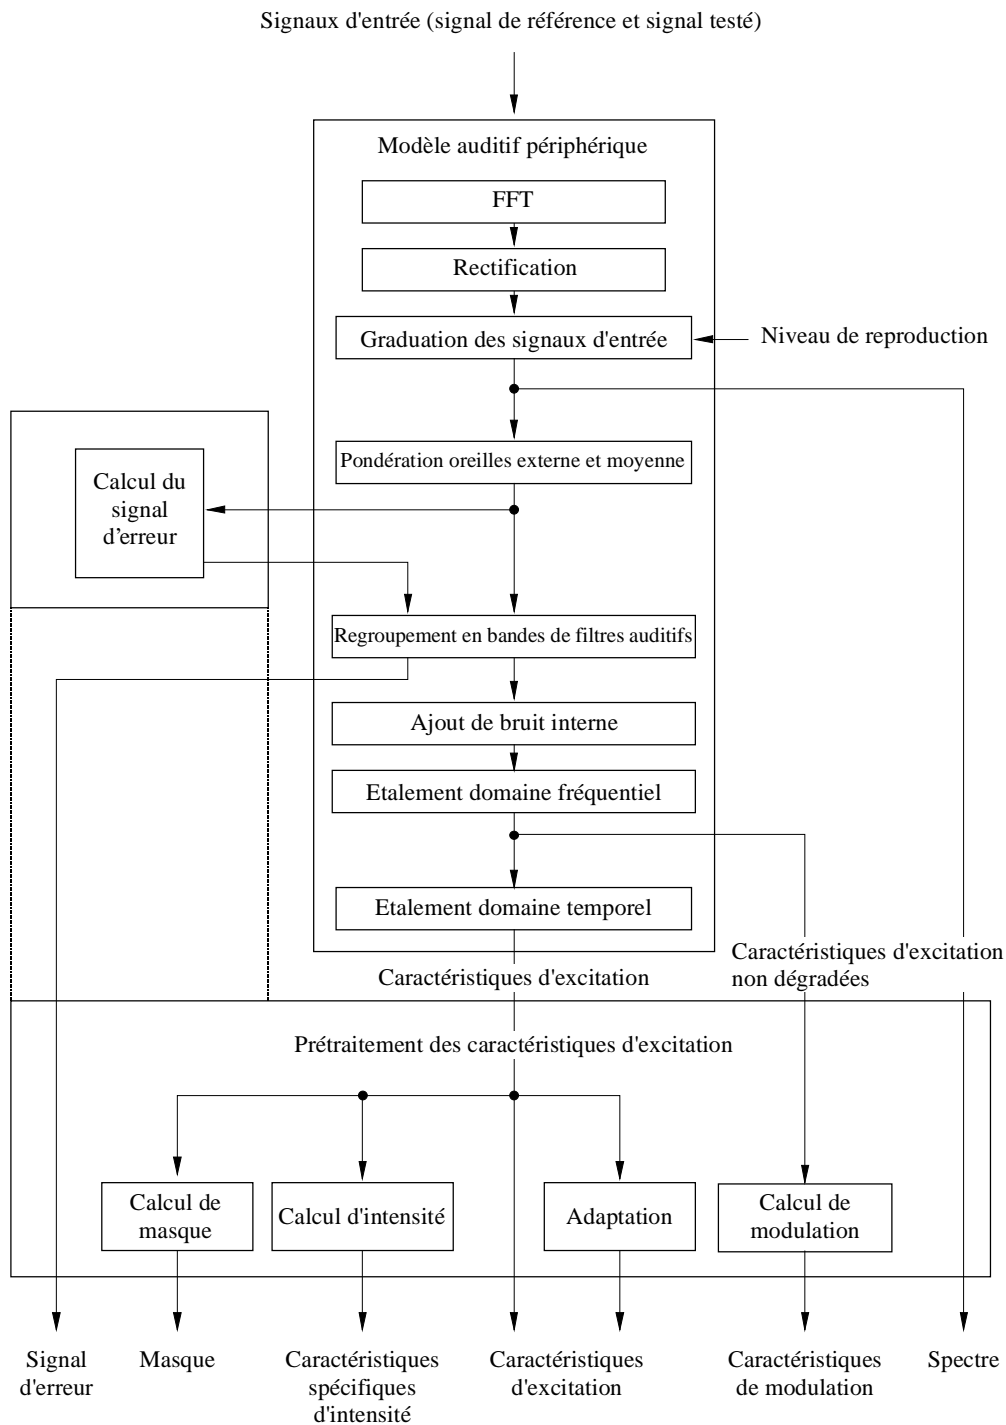 Signaux d'entrée (signal de référence et signal testé)
Modèle auditif périphérique
FFT
Rectification
Graduation des signaux d'entrée
Niveau de reproduction
Pondération oreilles externe et moyenne
Calcul du
signal
d’erreur
Regroupement en bandes de filtres auditifs
Ajout de bruit interne
Etalement domaine fréquentiel
Etalement domaine temporel
Caractéristiques d'excitation
non dégradées
Caractéristiques d'excitation
Prétraitement des caractéristiques d'excitation
Calcul de
masque
Calcul d'intensité
Adaptation
Calcul de
modulation
Signal
d'erreur
Masque
Caractéristiques
spécifiques
d'intensité
Caractéristiques
d'excitation
Caractéristiques
de modulation
Spectre